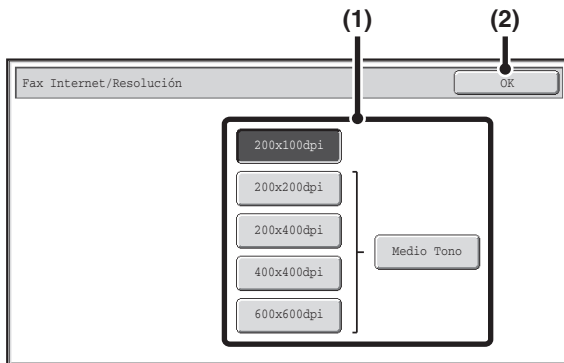 (1) (2)
Fax Internet/Resolución OK
200x100dpi
200x200dpi
200x400dpi
Medio Tono
400x400dpi
600x600dpi